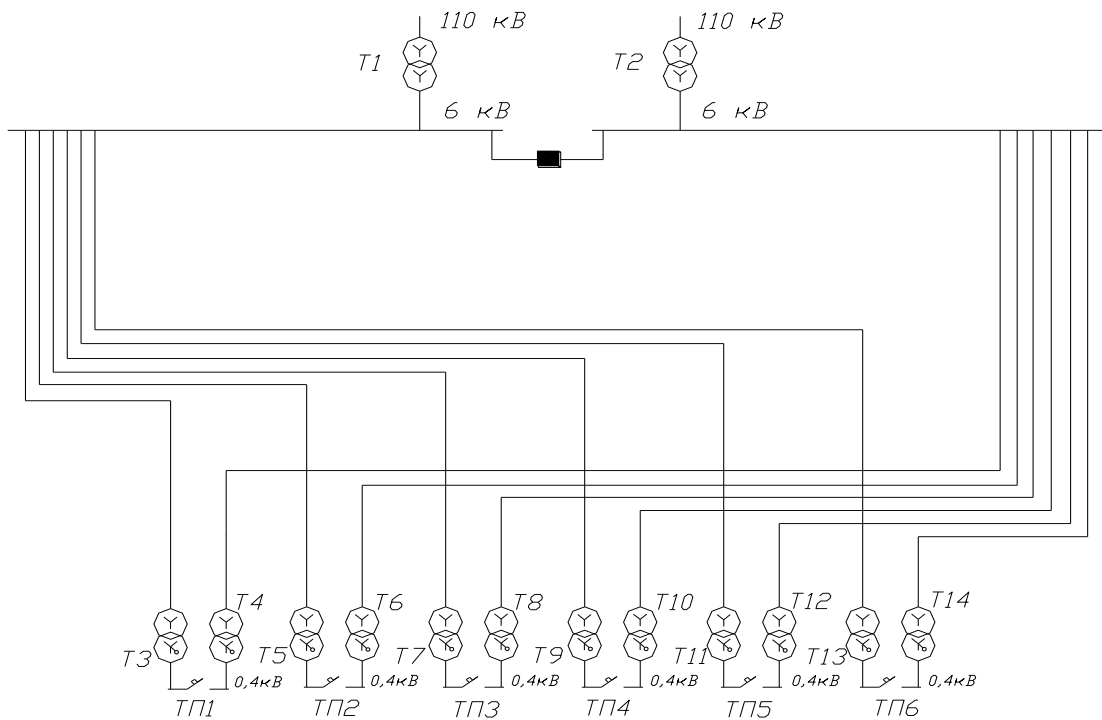 110 кВ
110 кВ
Т1
Т2
6 кВ
6 кВ
Т4
Т6
Т8
Т10
Т12
Т14
Т3
Т5
Т7
Т9
Т11
Т13
0,4кВ
0,4кВ
0,4кВ
0,4кВ
0,4кВ
0,4кВ
ТП1
ТП2
ТП3
ТП4
ТП5
ТП6